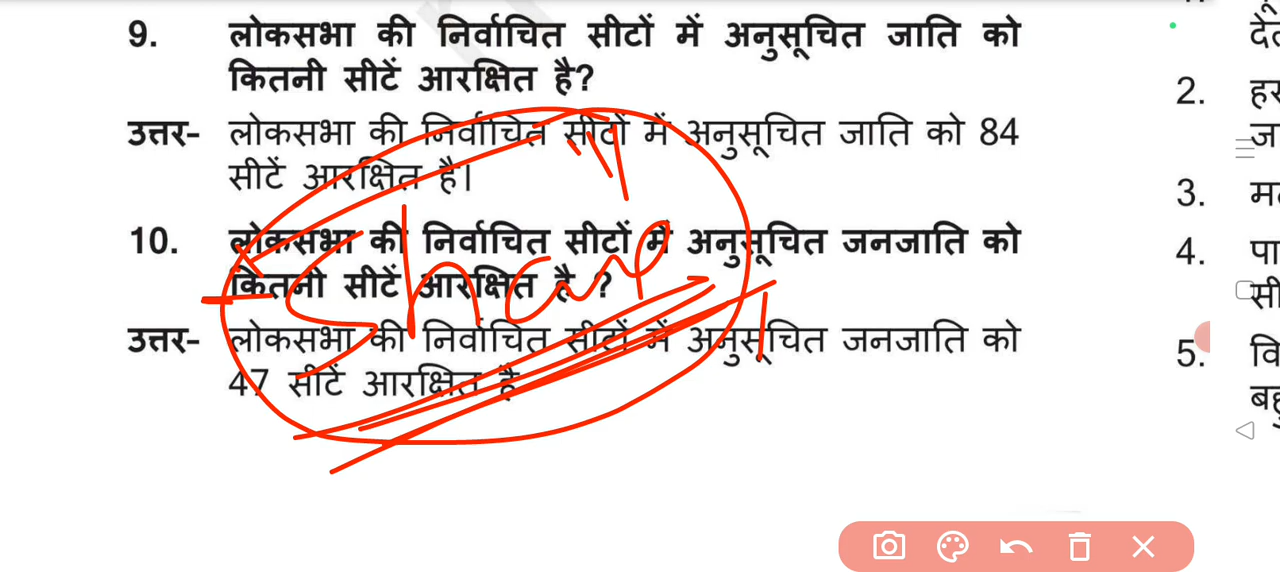 9. लोकसभा की निर्वाचित सीटों में अनुसूचित जाति को
कितनी सीटें आरक्षित है?
उत्तर- लोकसभा की निर्वाचित सीटों में अनुसूचित जाति को 84
सीटें आरक्षित है।
10. लोकसभा की निर्वाचित सीटों में अनुसूचित जनजाति को
कितनी सीटें आरक्षित है ?
उत्तर- लोकसभा की निर्वाचित सीटों में अनुसूचित जनजाति को
47 सीटें आरक्षित है
Share
2.
3.
4. पा
5. वि